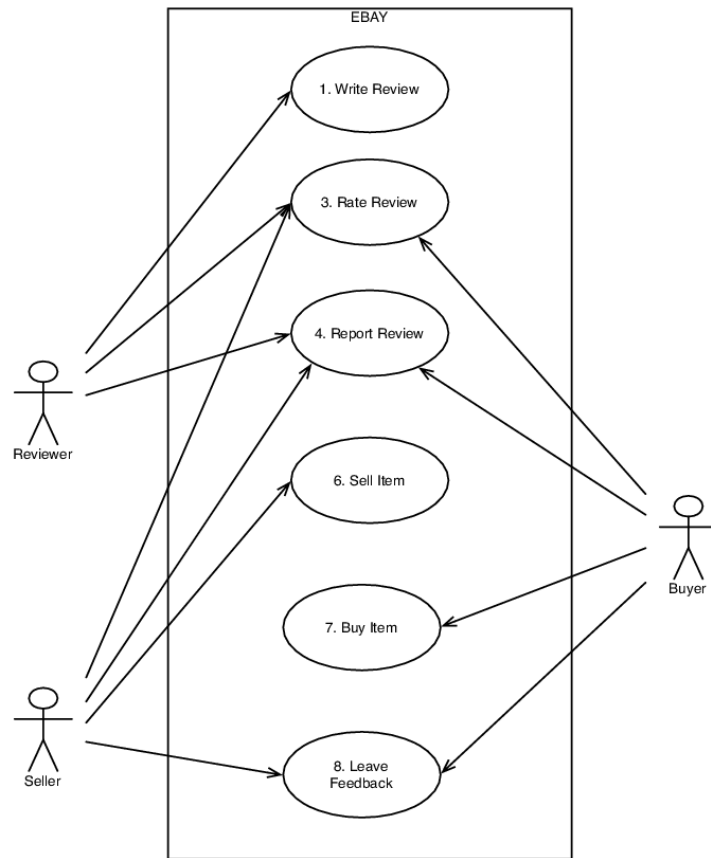 EBAY
1. Write Review
3. Rate Review
4. Report Review
Reviewer
6. Sell Item
Buyer
7. Buy Item
Seller
8. Leave
Feedback